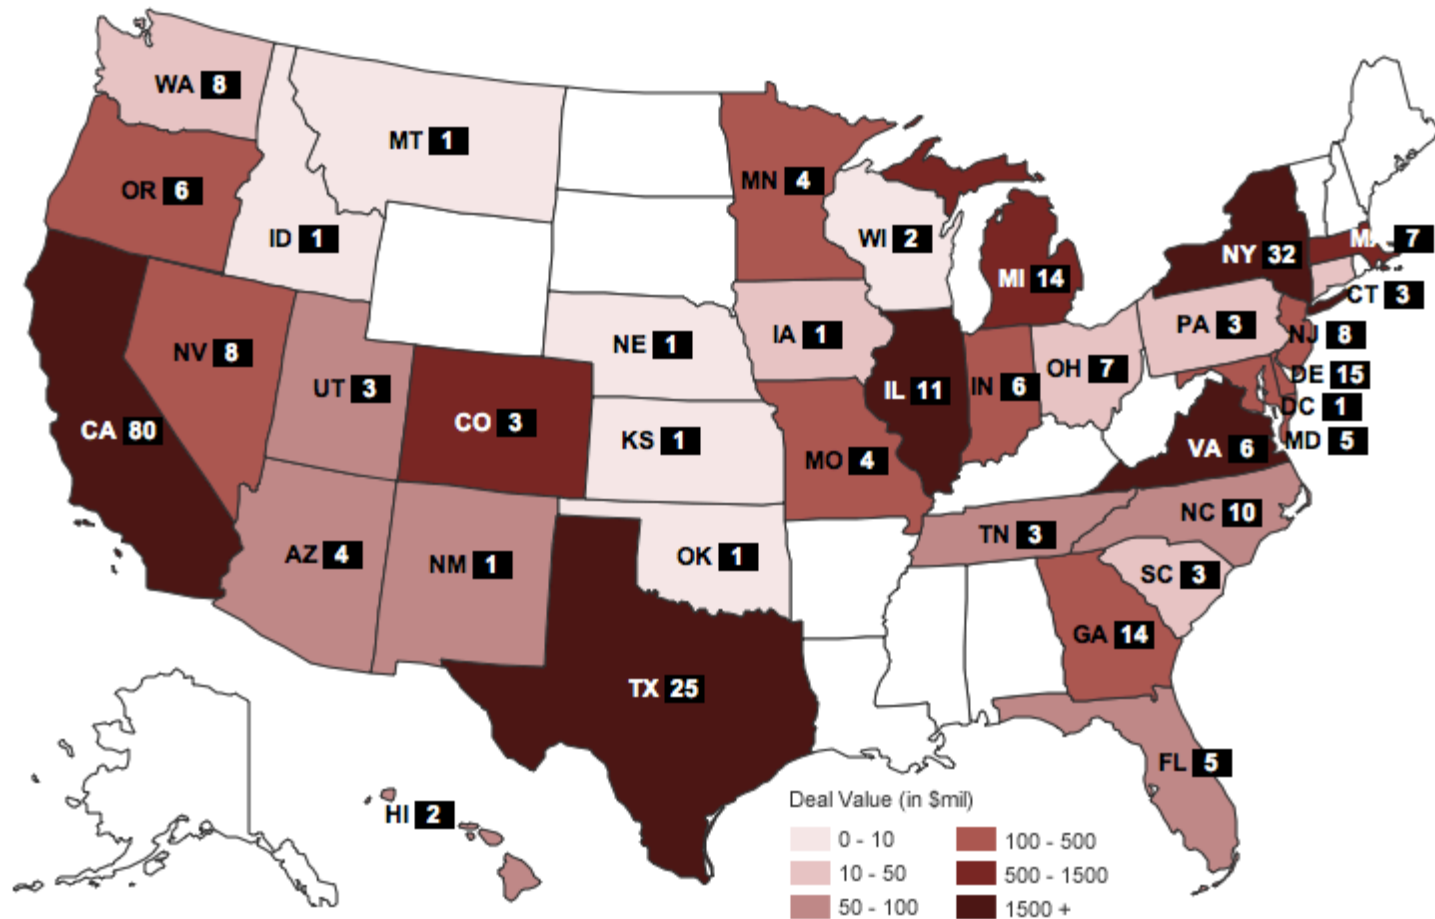 WA 8
MT 1
OR 6
ID 1
MN 4
WI 2
MI 14
NY 32
MA 7
CT 3
NV 8
UT 3
CO 3
NE 1
IA 1
IL 11
IN 6
OH 7
PA 3
NJ 8
DE 15
DC 1
MD 5
CA 80
KS 1
MO 4
VA 6
AZ 4
NM 1
OK 1
TN 3
NC 10
SC 3
GA 14
TX 25
FL 5
HI 2
Deal Value (in $mil)
0 - 10
10 - 50
50 - 100
100 - 500
500 - 1500
1500 +